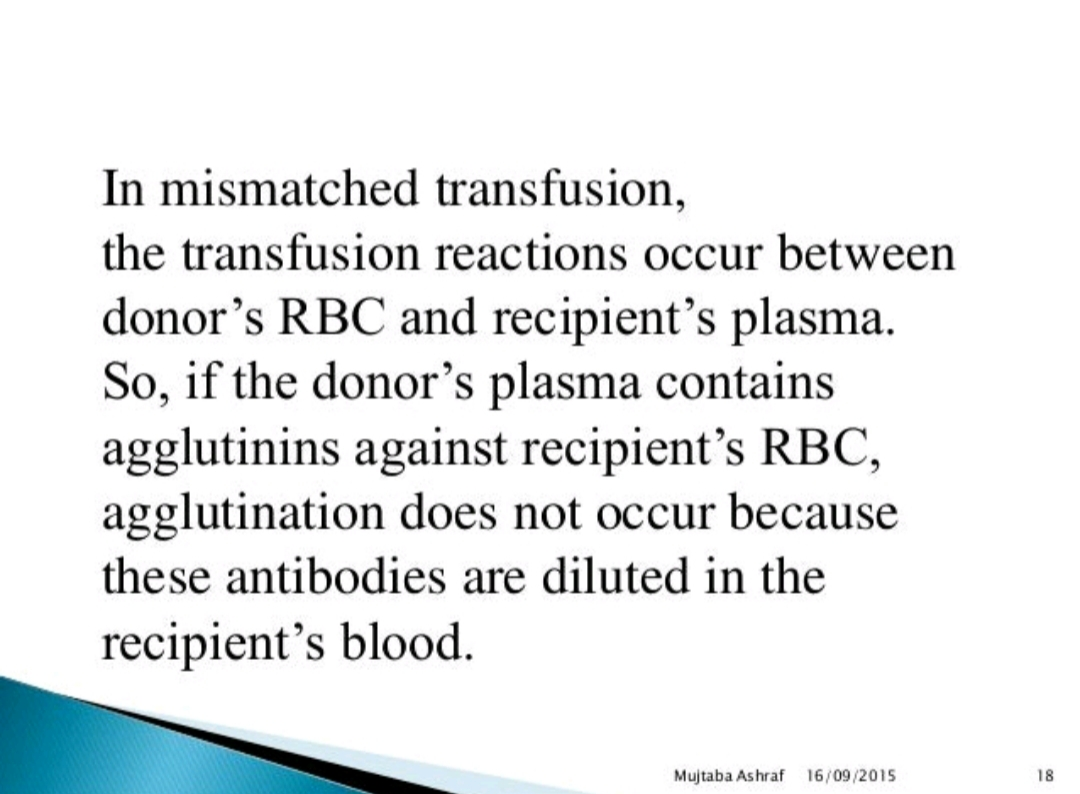 In mismatched transfusion,
the transfusion reactions occur between
donor’s RBC and recipient’s plasma.
So, if the donor’s plasma contains
agglutinins against recipient’s RBC,
agglutination does not occur because
these antibodies are diluted in the
recipient’s blood.
Mujtaba Ashraf 16/09/2015 18